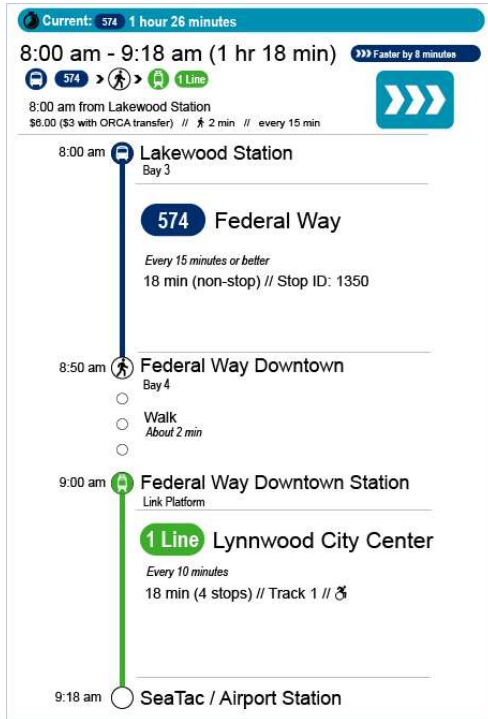 Current: 574 1 hour 26 minutes
8:00 am - 9:18 am (1 hr 18 min) Faster by 8 minutes
574 > > 1 Line
8:00 am from Lakewood Station
$6.00 ($3 with ORCA transfer) // 2 min // every 15 min
8:00 am Lakewood Station
Bay 3
574 Federal Way
Every 15 minutes or better
18 min (non-stop) // Stop ID: 1350
8:50 am Federal Way Downtown
Bay 4
Walk
About 2 min
9:00 am Federal Way Downtown Station
Link Platform
1 Line Lynnwood City Center
Every 10 minutes
18 min (4 stops) // Track 1 //
9:18 am SeaTac / Airport Station